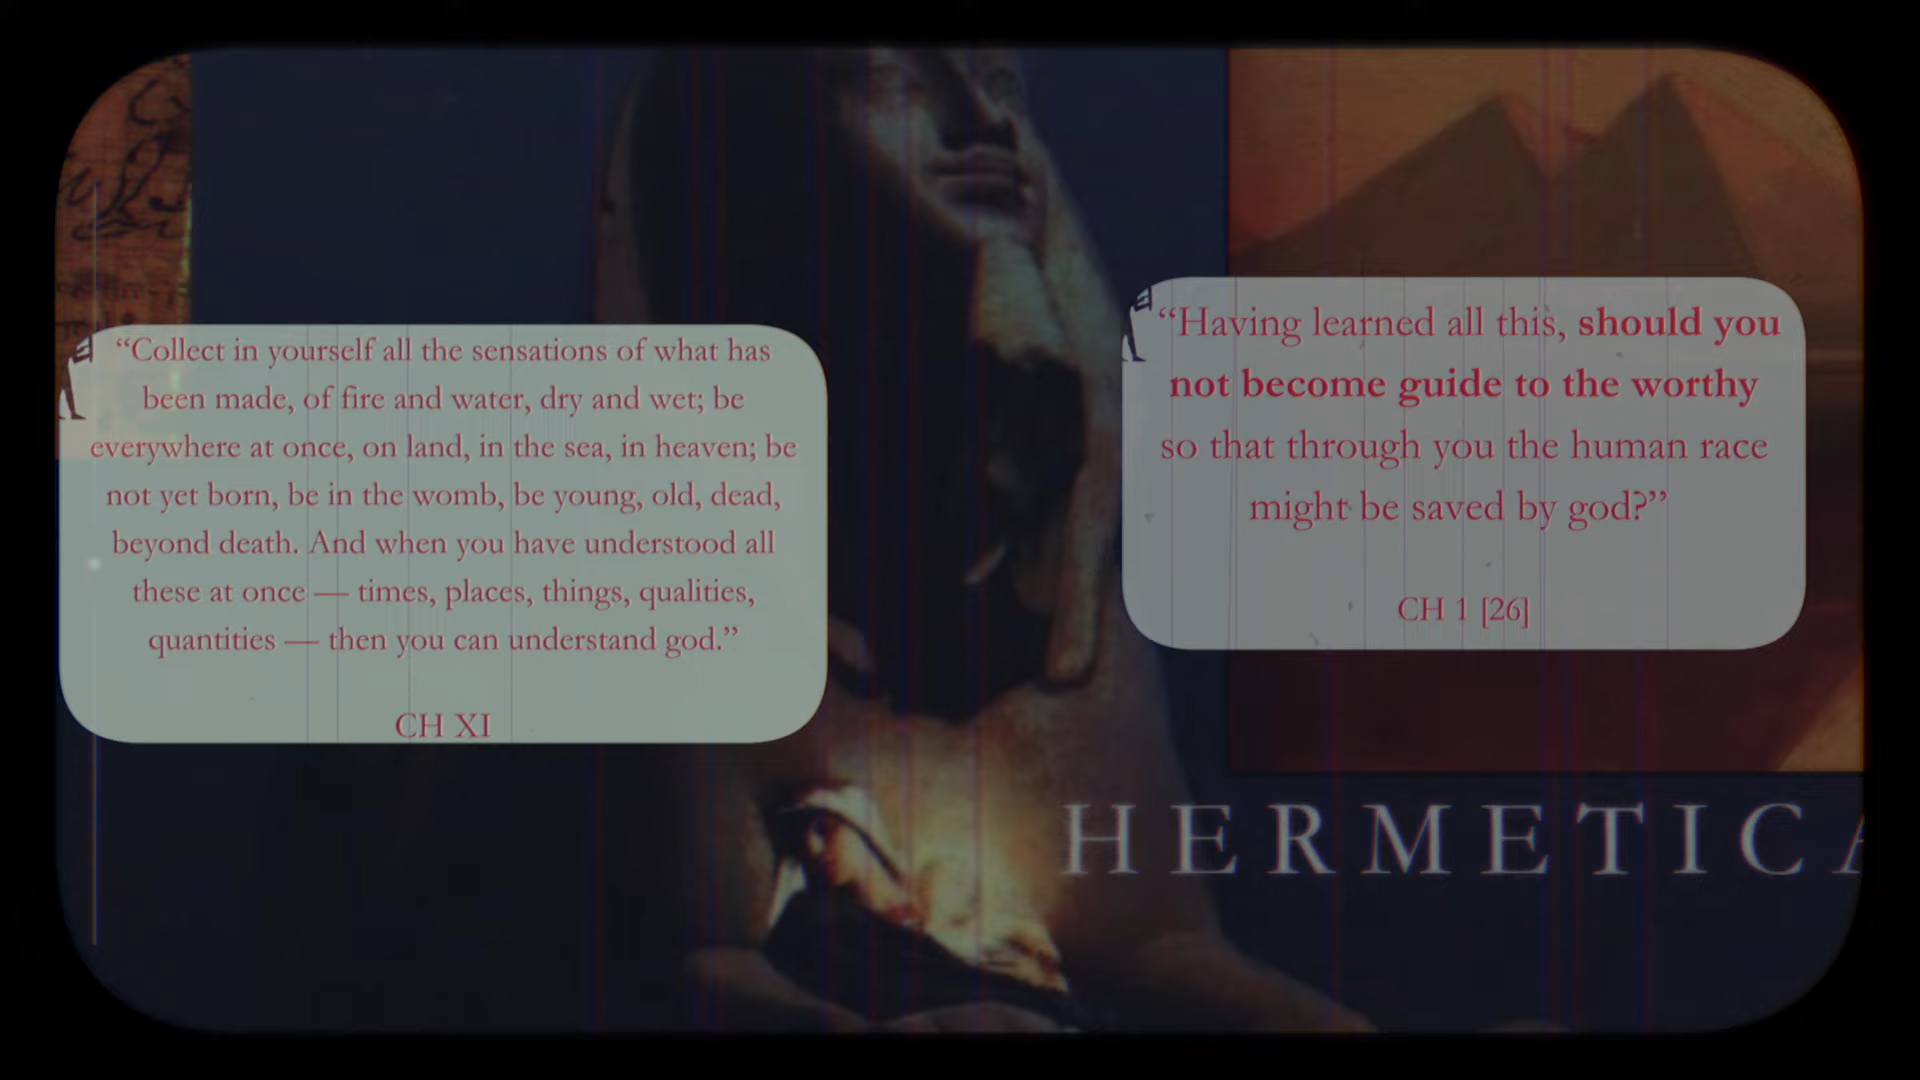 “Collect in yourself all the sensations of what has
been made, of fire and water, dry and wet; be
everywhere at once, on land, in the sea, in heaven; be
not yet born, be in the womb, be young, old, dead,
beyond death. And when you have understood all
these at once — times, places, things, qualities,
quantities — then you can understand god.”
CH XI
“Having learned all this, should you
not become guide to the worthy
so that through you the human race
might be saved by god?”
CH 1 [26]
HERMETICA